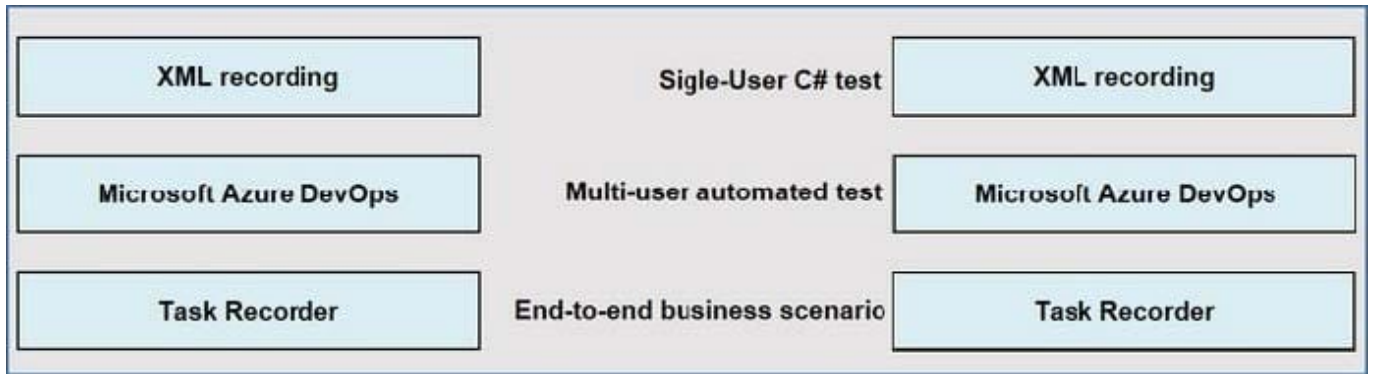 XML recording
Sigle-User C# test
XML recording
Microsoft Azure DevOps
Multi-user automated test
Microsoft Azure DevOps
Task Recorder
End-to-end business scenario
Task Recorder